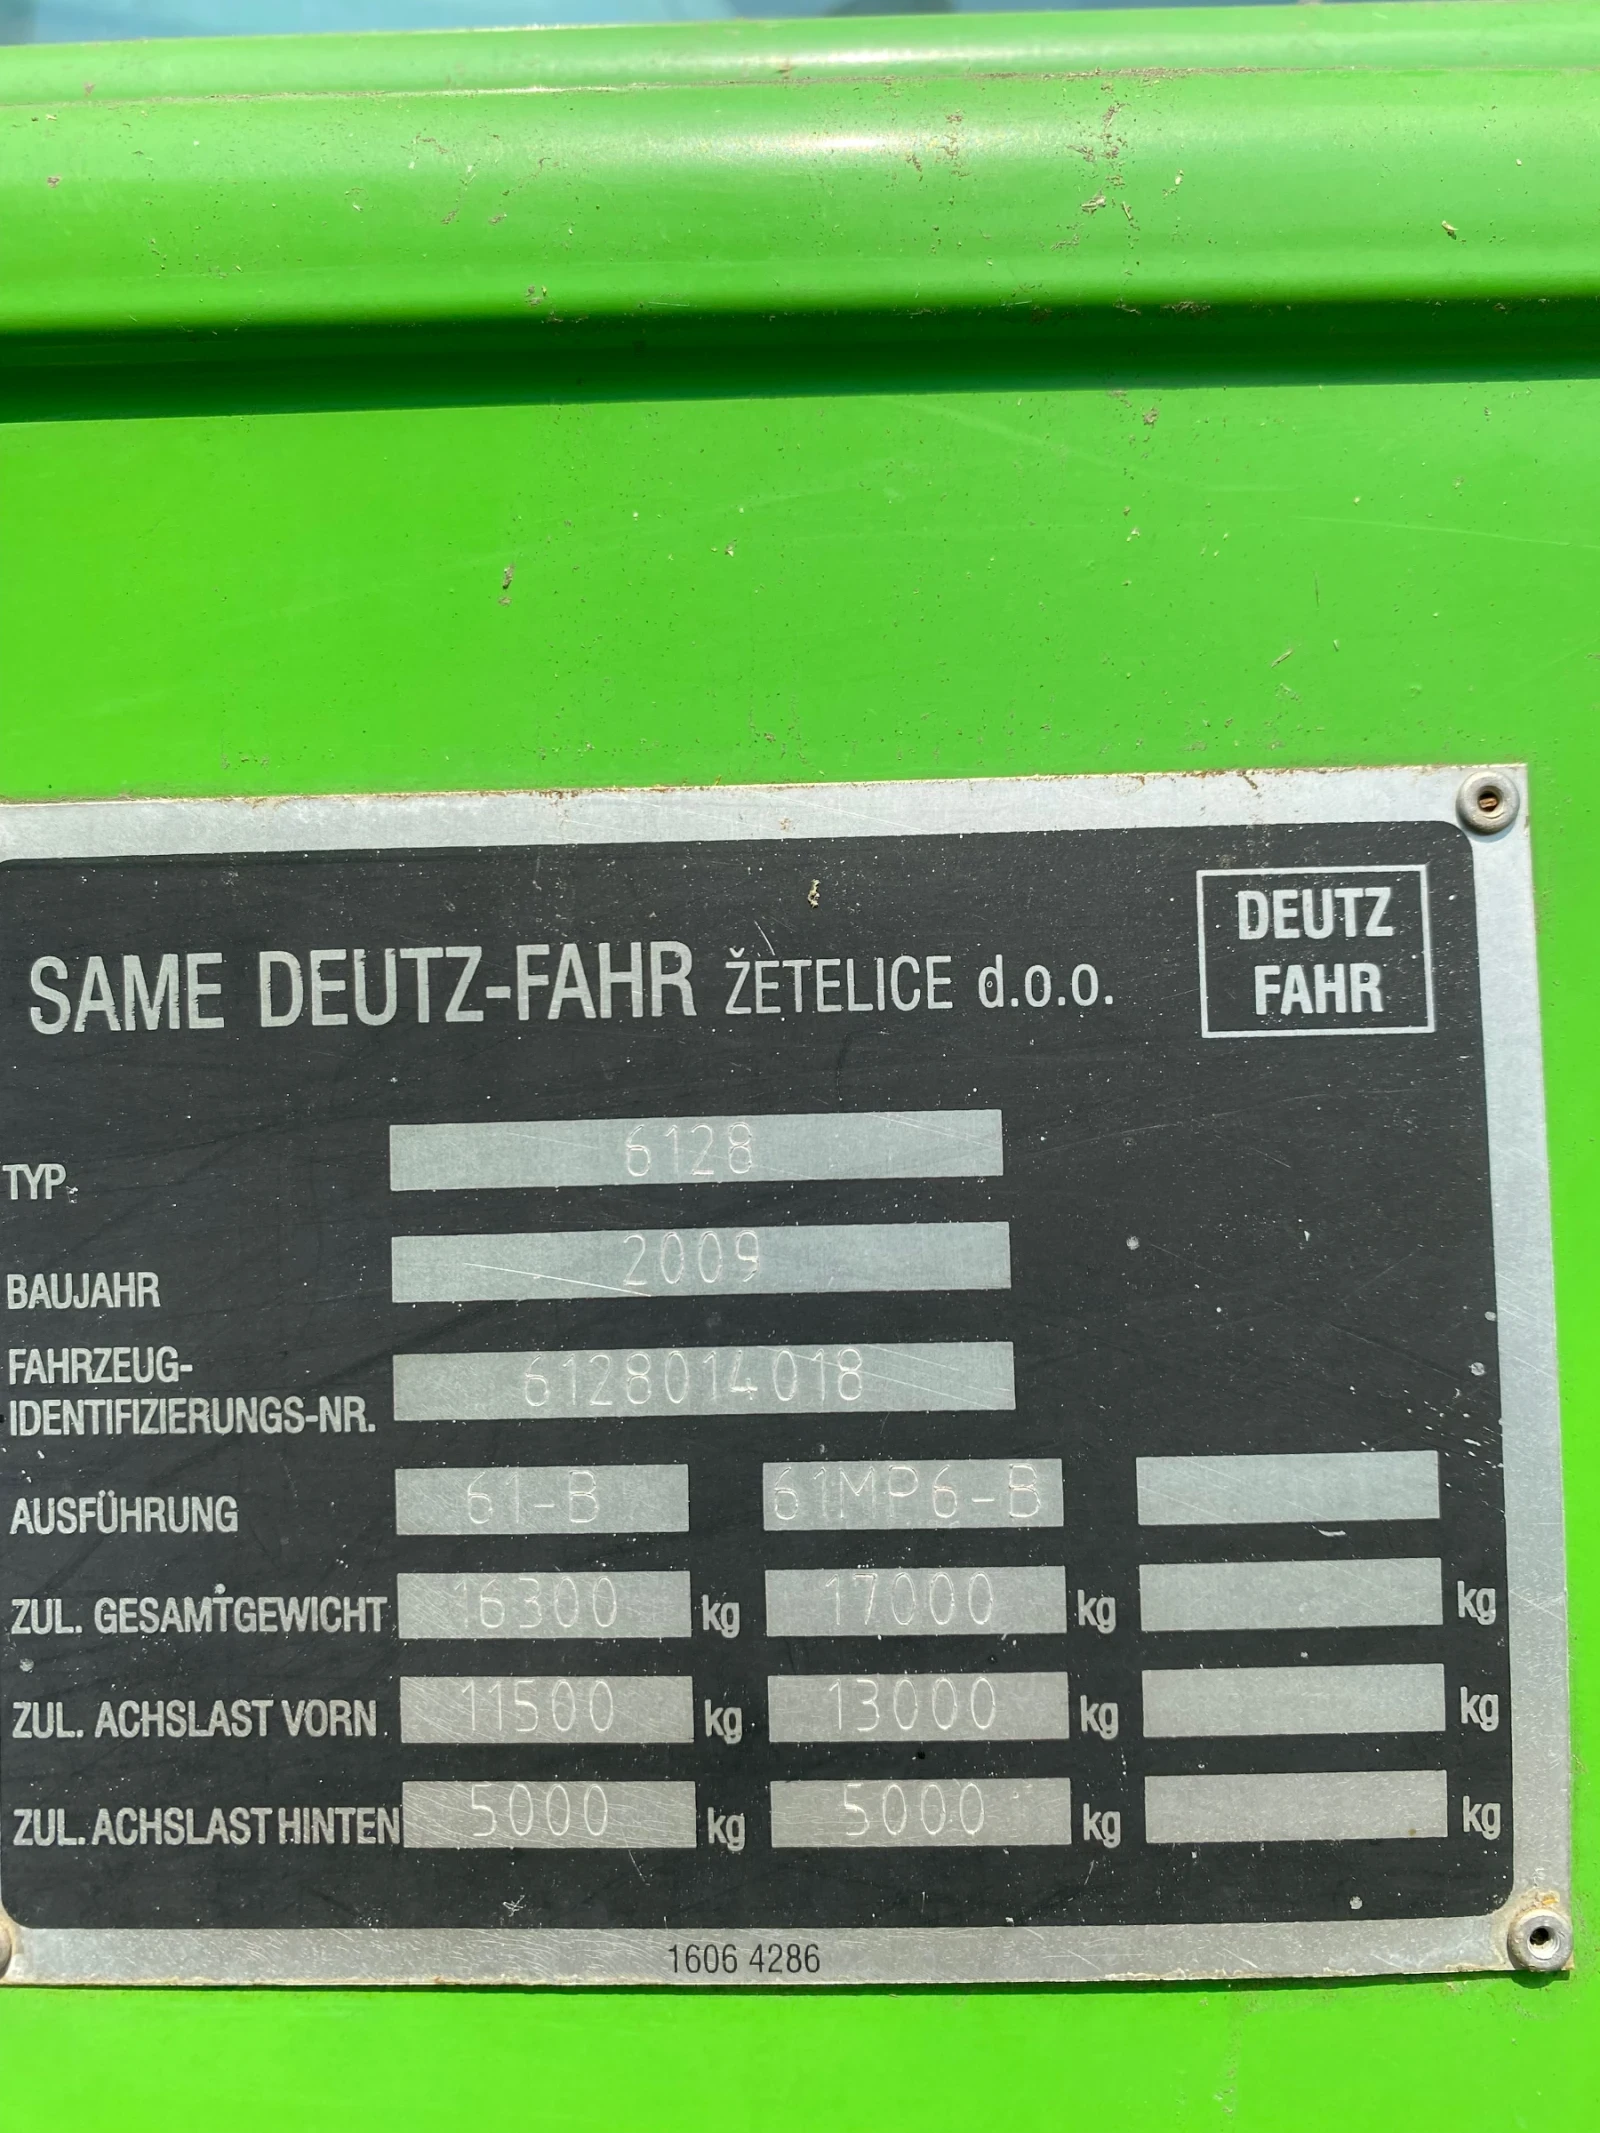 SAME DEUTZ-FAHR ŽETELICE d.o.o.
DEUTZ
FAHR
TYP 6128
BAUJAHR 2009
FAHRZEUG-
IDENTIFIZIERUNGS-NR. 6128014018
AUSFÜHRUNG 61-B 61MP6-B
ZUL. GESAMTGEWICHT 16300 kg 17000 kg kg
ZUL. ACHSLAST VORN 11500 kg 13000 kg kg
ZUL. ACHSLAST HINTEN 5000 kg 5000 kg kg
1606 4286